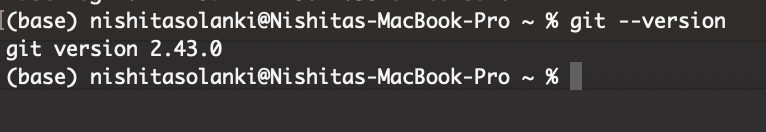 (base) nishitasolanki@Nishitas-MacBook-Pro ~ % git --version
git version 2.43.0
(base) nishitasolanki@Nishitas-MacBook-Pro ~ %